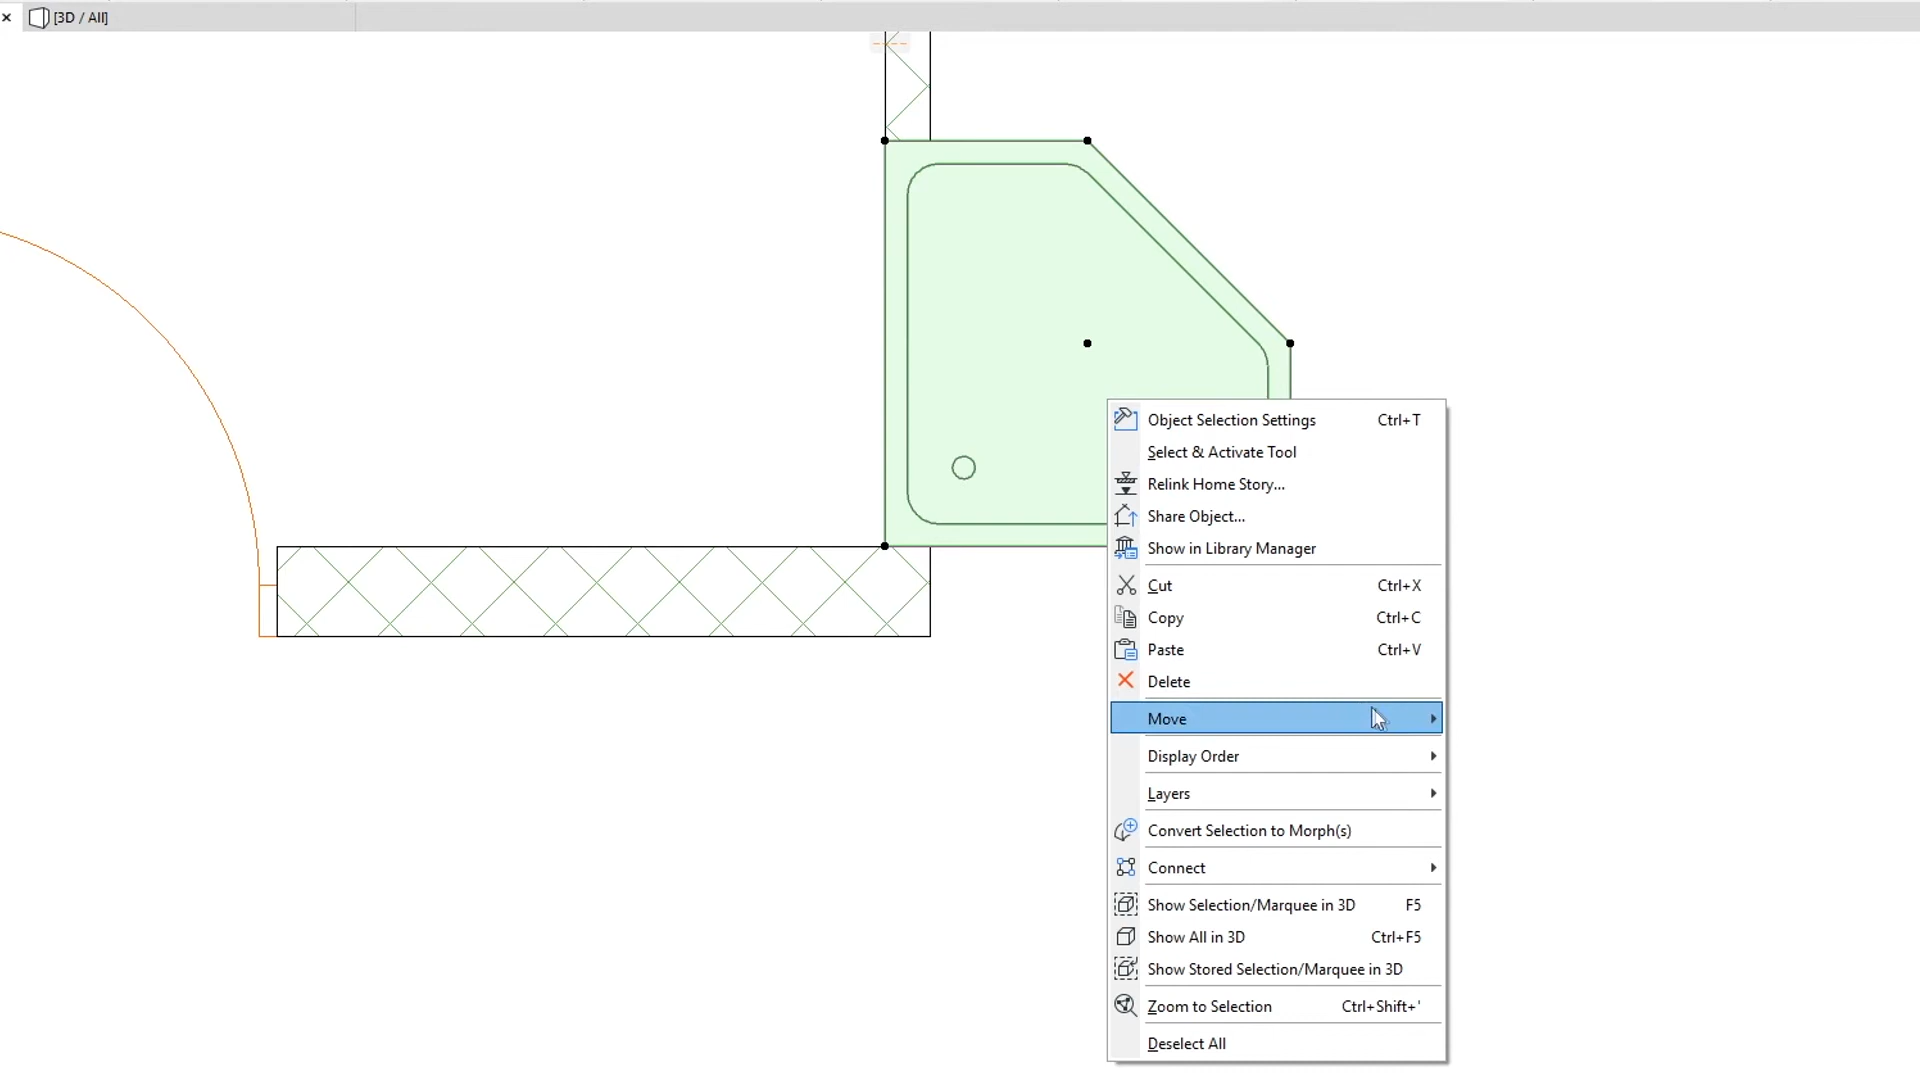 [3D / All]
Object Selection Settings Ctrl+T
Select & Activate Tool
Relink Home Story...
Share Object...
Show in Library Manager
Cut Ctrl+X
Copy Ctrl+C
Paste Ctrl+V
Delete
Move
Display Order
Layers
Convert Selection to Morph(s)
Connect
Show Selection/Marquee in 3D F5
Show All in 3D Ctrl+F5
Show Stored Selection/Marquee in 3D
Zoom to Selection Ctrl+Shift+'
Deselect All